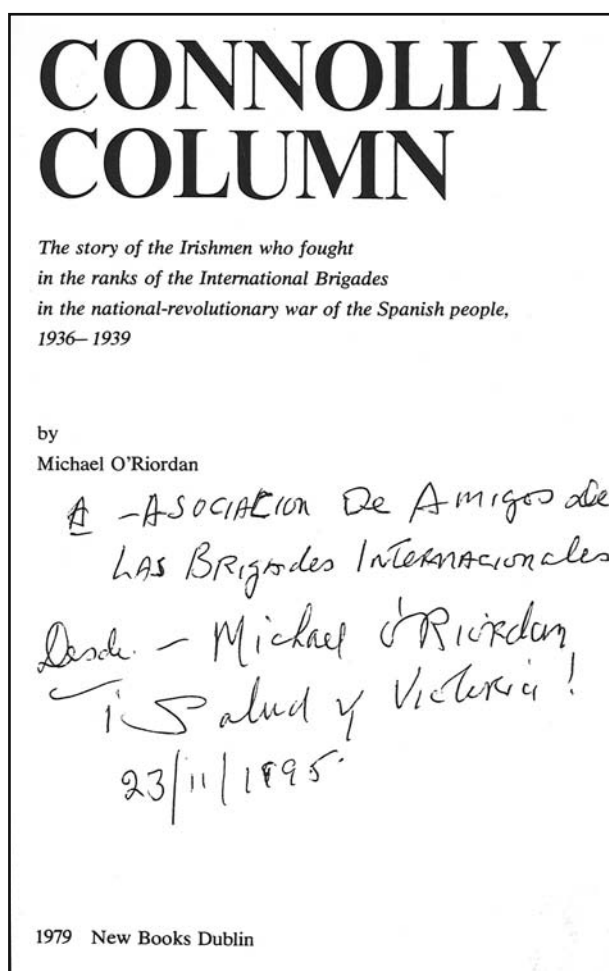 CONNOLLY
COLUMN
The story of the Irishmen who fought
in the ranks of the International Brigades
in the national-revolutionary war of the Spanish people,
1936–1939
by
Michael O'Riordan
A - ASOCIACION De AmIgos de
LAS BRIgades INTERNACIONales
Desde - Michael O'Riordan
¡ Salud y Victoria!
23/11/1995.
1979 New Books Dublin